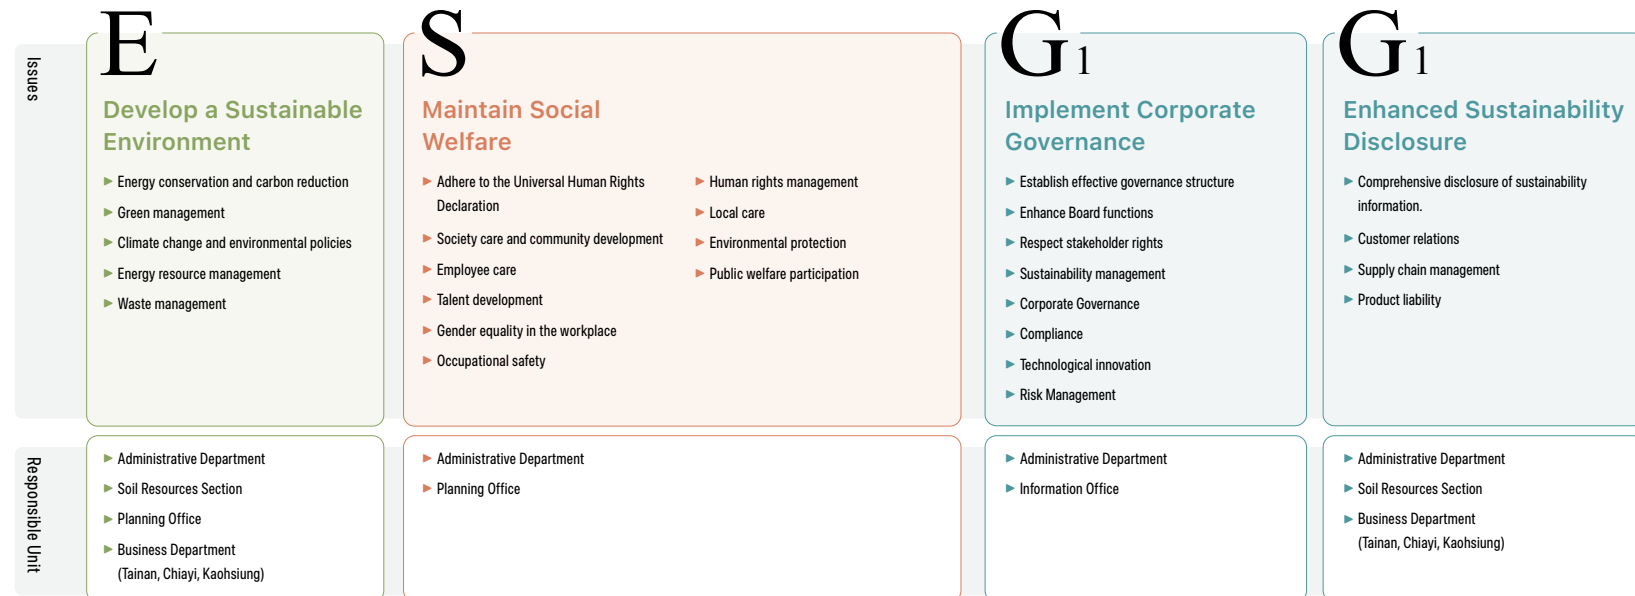 Issues
E
Develop a Sustainable
Environment
Energy conservation and carbon reduction
Green management
Climate change and environmental policies
Energy resource management
Waste management
S
Maintain Social
Welfare
Adhere to the Universal Human Rights
Declaration
Society care and community development
Employee care
Talent development
Gender equality in the workplace
Occupational safety
Human rights management
Local care
Environmental protection
Public welfare participation
G1
Implement Corporate
Governance
Establish effective governance structure
Enhance Board functions
Respect stakeholder rights
Sustainability management
Corporate Governance
Compliance
Technological innovation
Risk Management
G1
Enhanced Sustainability
Disclosure
Comprehensive disclosure of sustainability
information.
Customer relations
Supply chain management
Product liability
Responsible Unit
Administrative Department
Soil Resources Section
Planning Office
Business Department
(Tainan, Chiayi, Kaohsiung)
Administrative Department
Planning Office
Administrative Department
Information Office
Administrative Department
Soil Resources Section
Business Department
(Tainan, Chiayi, Kaohsiung)